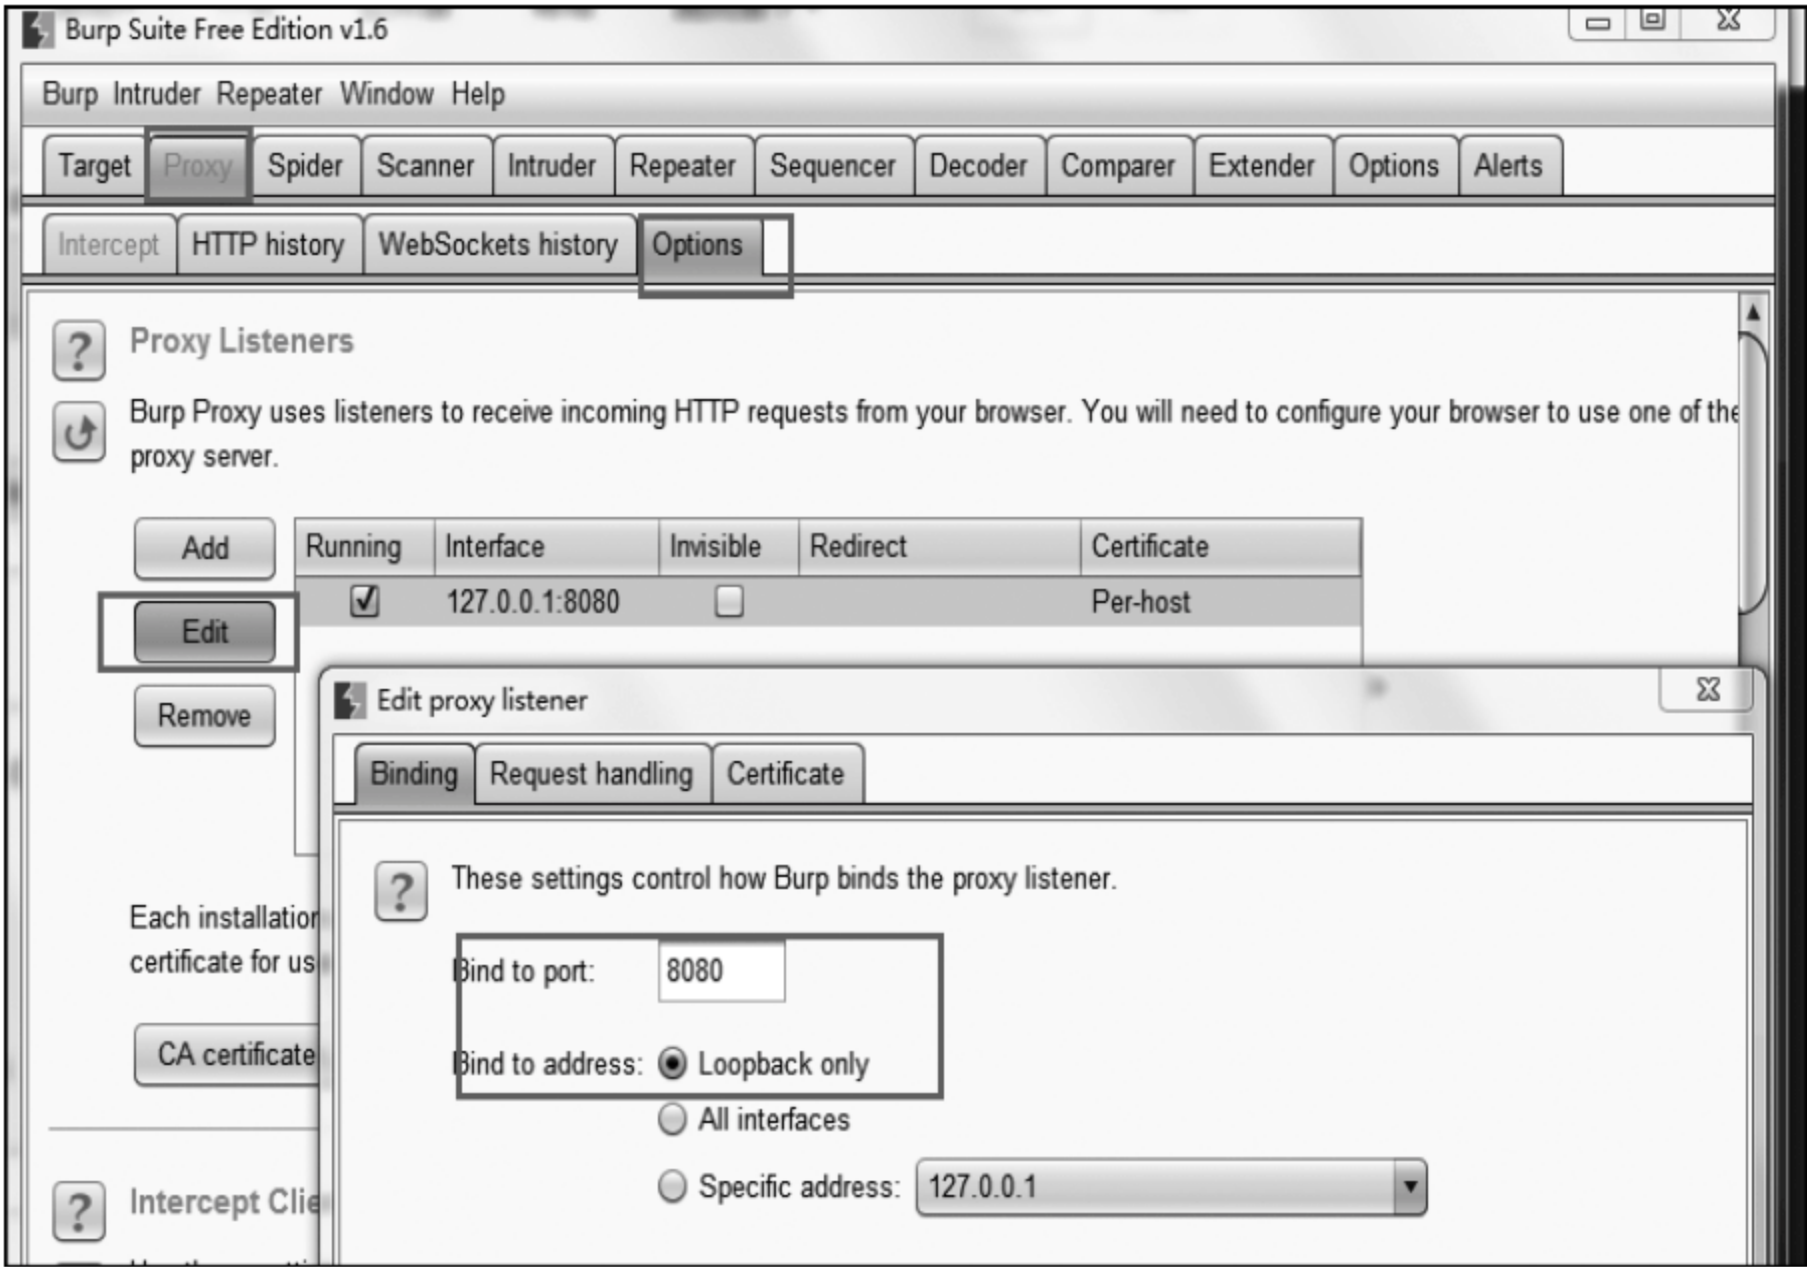 Burp Suite Free Edition v1.6
Burp Intruder Repeater Window Help
Target Proxy Spider Scanner Intruder Repeater Sequencer Decoder Comparer Extender Options Alerts
Intercept HTTP history WebSockets history Options
Proxy Listeners
Burp Proxy uses listeners to receive incoming HTTP requests from your browser. You will need to configure your browser to use one of the
proxy server.
Add Running Interface Invisible Redirect Certificate
Edit 127.0.0.1:8080 Per-host
Remove
Edit proxy listener
Binding Request handling Certificate
These settings control how Burp binds the proxy listener.
Each installation
certificate for us
Bind to port: 8080
CA certificate
Bind to address: Loopback only
All interfaces
Specific address: 127.0.0.1
Intercept Clie